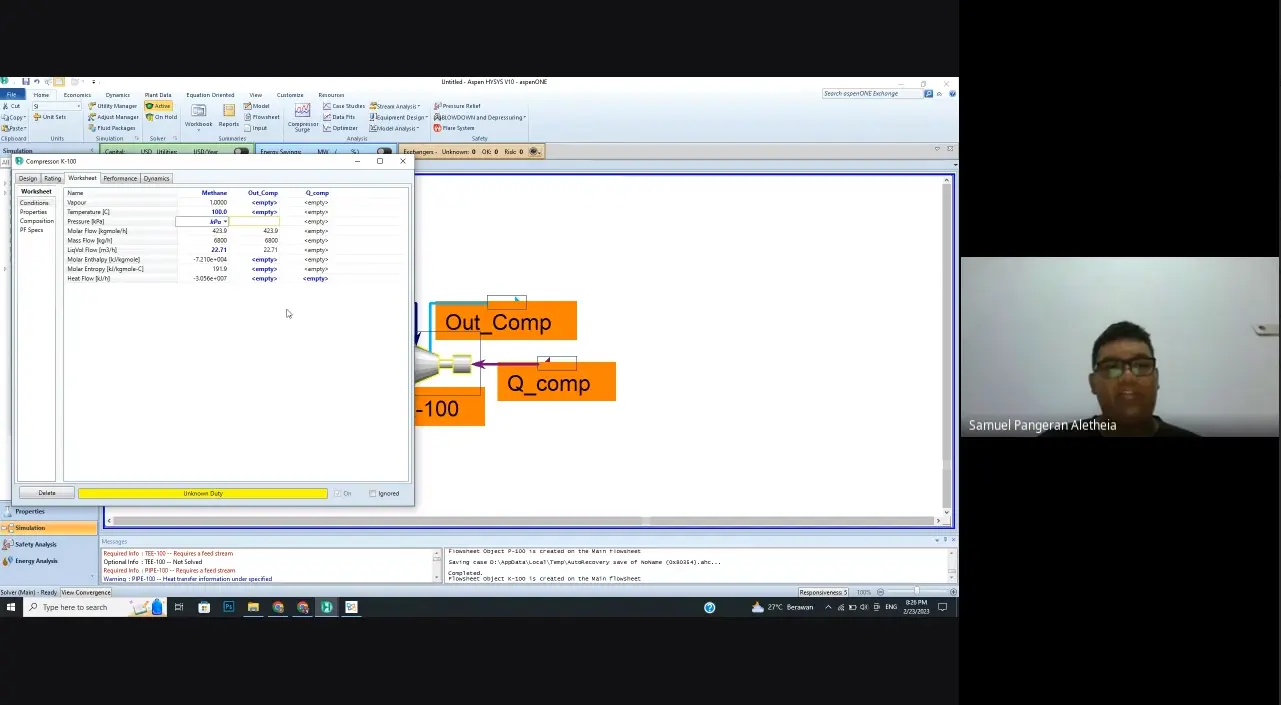 Untitled - Aspen HYSYS V10 - aspenONE
File Home Economics Dynamics Plant Data Equation Oriented View Customize Resources
Search aspenONE Exchange
Cut SI Utility Manager Active Model Case Studies Stream Analysis Pressure Relief
Copy Unit Sets Adjust Manager On Hold Workbook Reports Flowsheet Compressor Surge Data Fits Equipment Design BLOWDOWN and Depressuring
Paste Fluid Packages Input Optimizer Model Analysis Flare System
Clipboard Units Simulation Solver Summaries Analysis Safety
Simulation Capital: USD Utilities: USD/Year Energy Savings: MW ( %) Exchangers - Unknown: 0 OK: 0 Risk: 0
All
Compressor: K-100
Design Rating Worksheet Performance Dynamics
Worksheet
Conditions
Properties
Composition
PF Specs
Name Methane Out_Comp Q_comp
Vapour 1.0000 <empty> <empty>
Temperature [C] 100.0 <empty> <empty>
Pressure [kPa] kPa <empty>
Molar Flow [kgmole/h] 423.9 423.9 <empty>
Mass Flow [kg/h] 6800 6800 <empty>
LiqVol Flow [m3/h] 22.71 22.71 <empty>
Molar Enthalpy [kJ/kgmole] -7.210e+004 <empty> <empty>
Molar Entropy [kJ/kgmole-C] 191.9 <empty> <empty>
Heat Flow [kJ/h] -3.056e+007 <empty> <empty>
Delete Unknown Duty On Ignored
Out_Comp
Q_comp
-100
Samuel Pangeran Aletheia
Properties
Simulation
Safety Analysis
Energy Analysis
Messages
Required Info : TEE-100 -- Requires a feed stream
Optional Info : TEE-100 -- Not Solved
Required Info : PIPE-100 -- Requires a feed stream
Warning : PIPE-100 -- Heat transfer information under specified
Flowsheet Object P-100 is created on the Main flowsheet
Saving case D:\AppData\Local\Temp\AutoRecovery save of NoName (0x80354).ahc...
Completed.
Flowsheet Object K-100 is created on the Main flowsheet
Solver (Main) - Ready View Convergence
Responsiveness: 5 100%
Type here to search
27°C Berawan
ENG
8:26 PM
2/23/2023